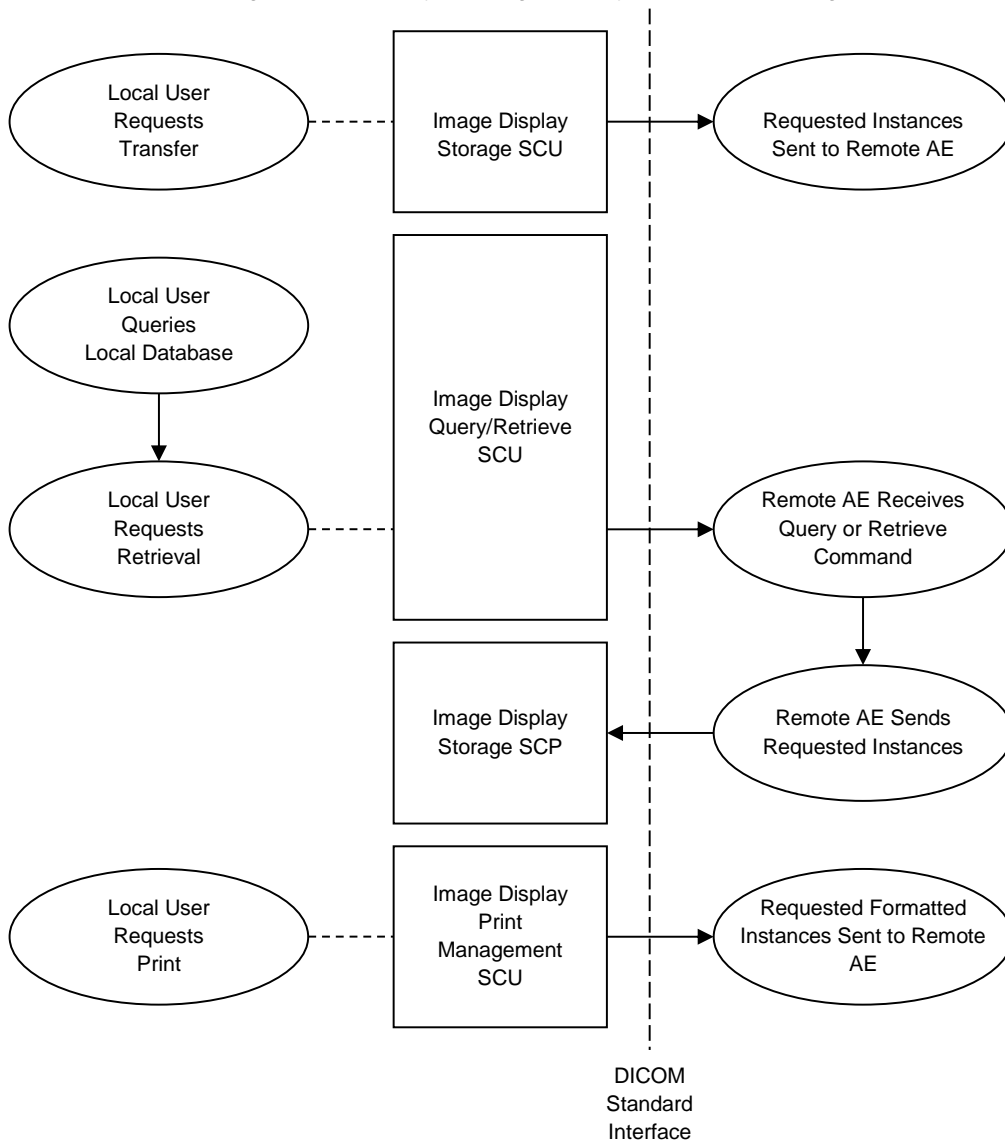 Local User
Requests
Transfer
Image Display
Storage SCU
Requested Instances
Sent to Remote AE
Local User
Queries
Local Database
Image Display
Query/Retrieve
SCU
Local User
Requests
Retrieval
Remote AE Receives
Query or Retrieve
Command
Image Display
Storage SCP
Remote AE Sends
Requested Instances
Local User
Requests
Print
Image Display
Print
Management
SCU
Requested Formatted
Instances Sent to Remote
AE
DICOM
Standard
Interface